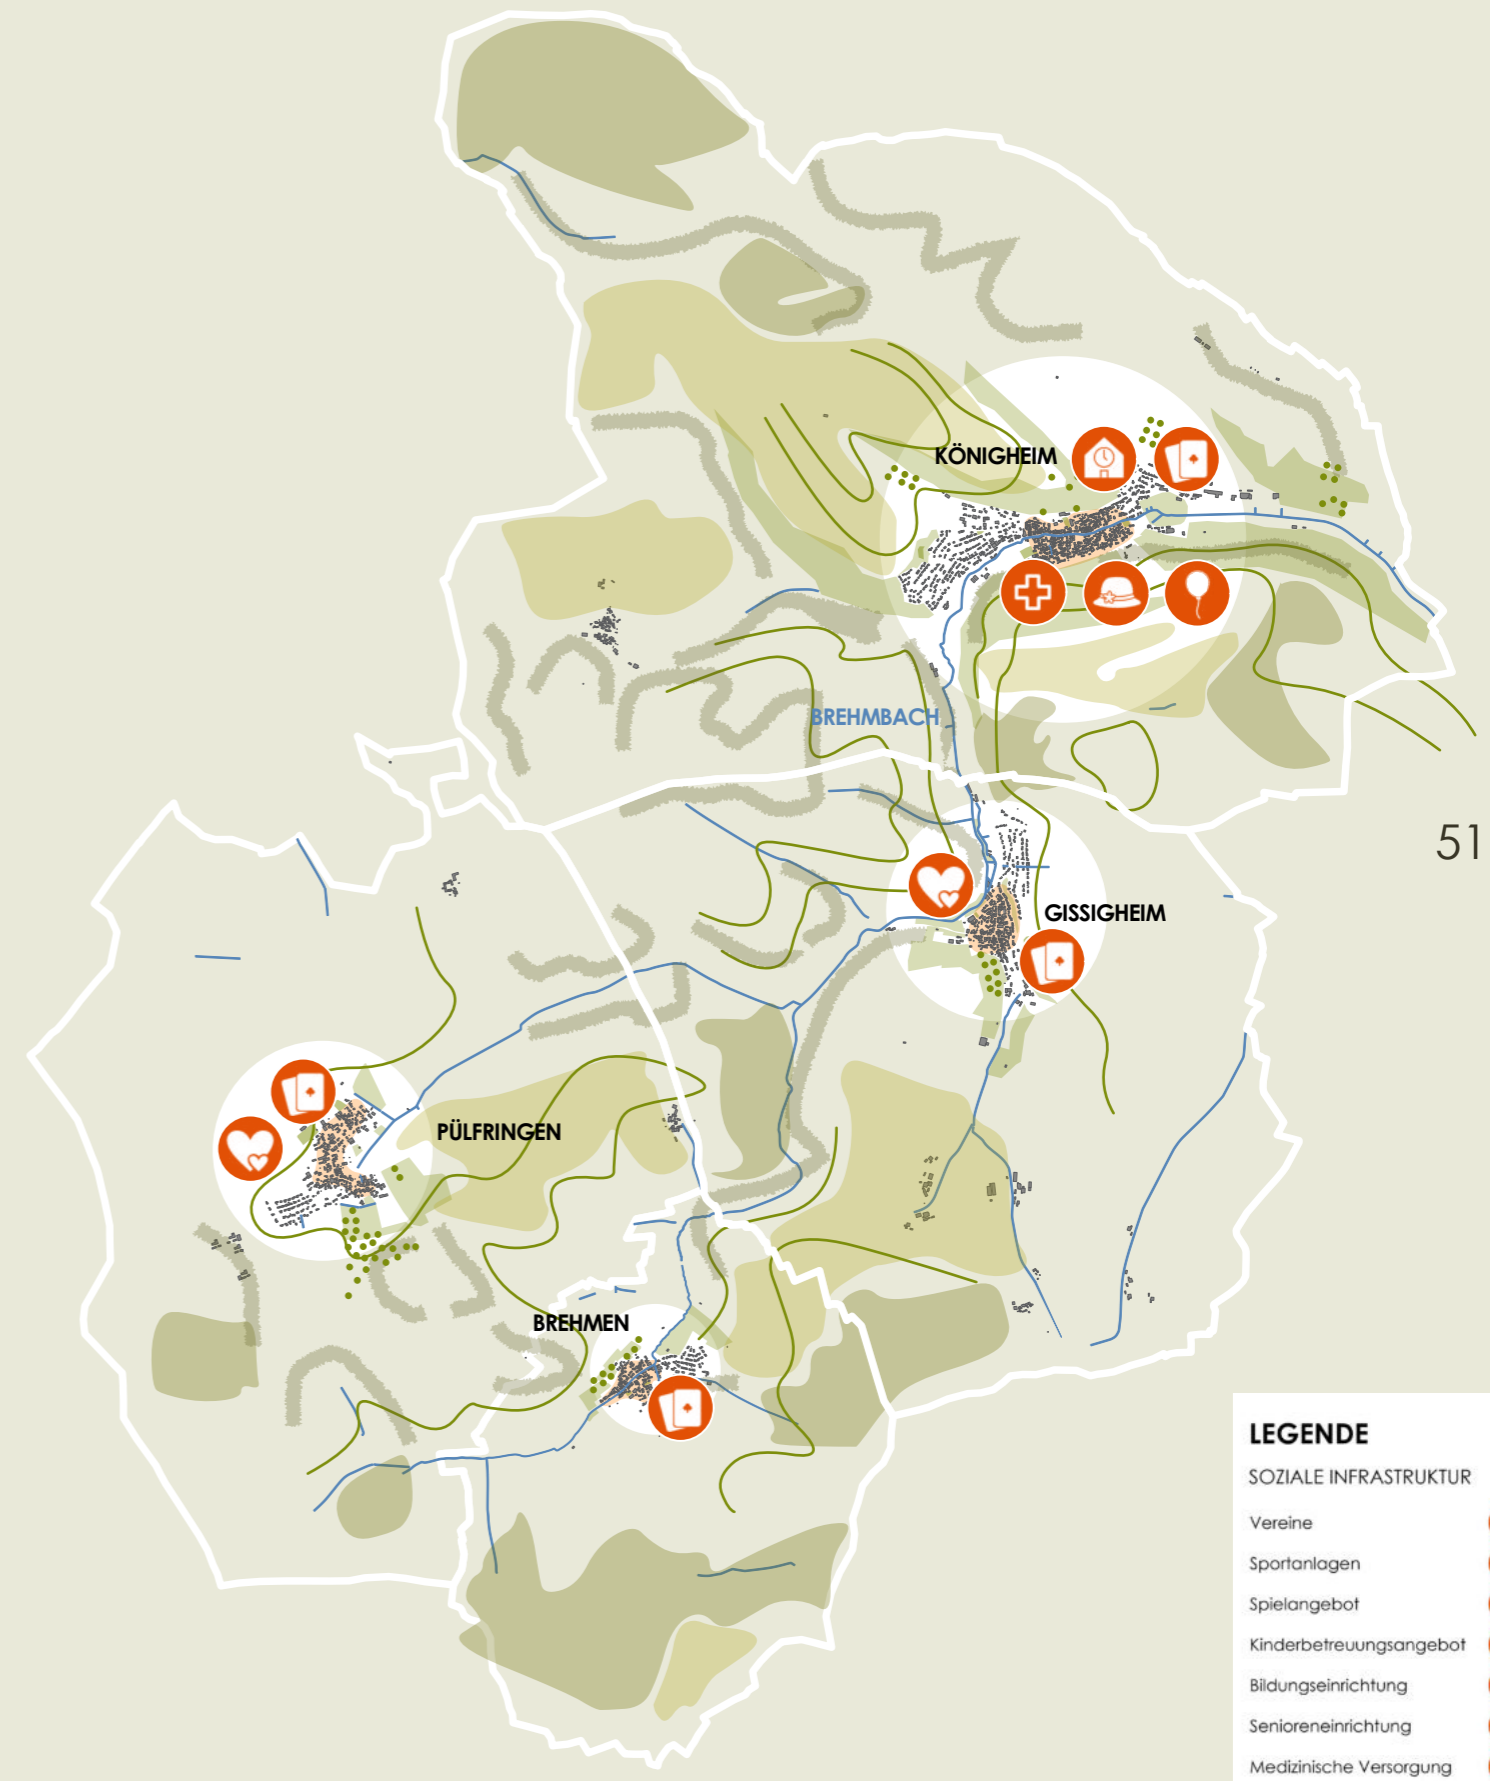 KÖNIGHEIM
BREHMBACH
51
GISSIGHEIM
PÜLFRINGEN
BREHMEN
LEGENDE
SOZIALE INFRASTRUKTUR
Vereine
Sportanlagen
Spielangebot
Kinderbetreuungsangebot
Bildungseinrichtung
Senioreneinrichtung
Medizinische Versorgung